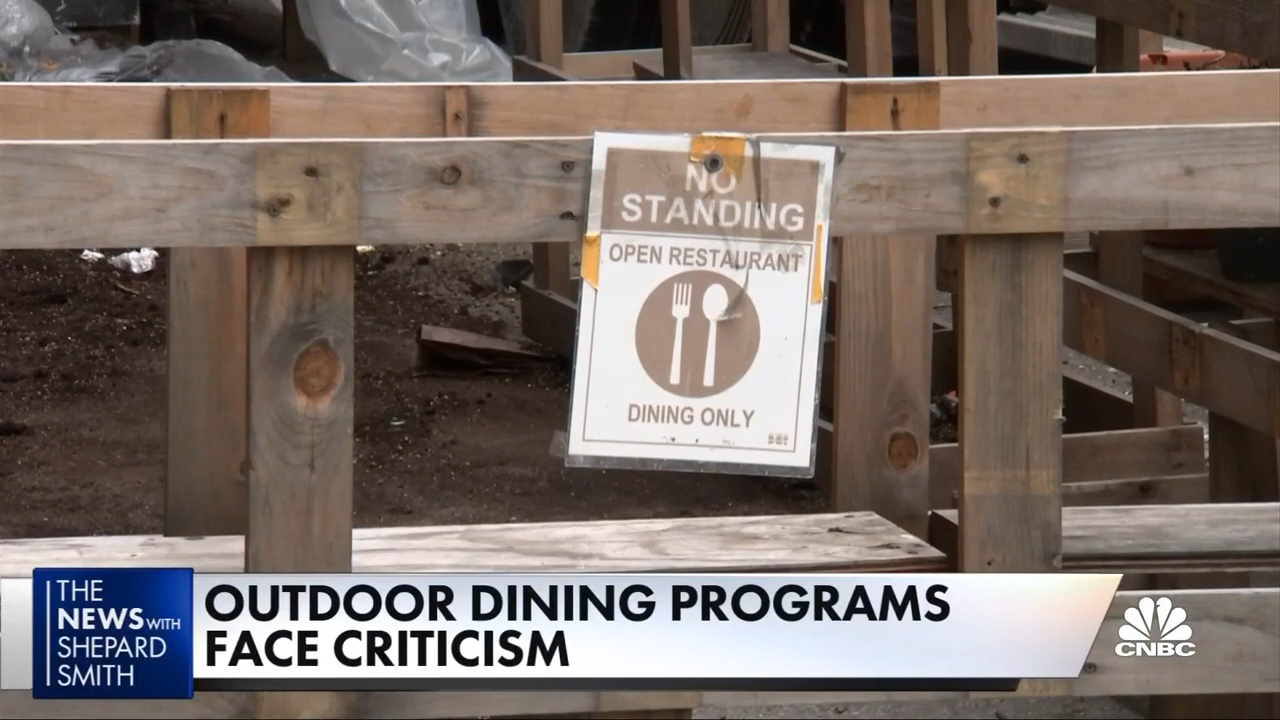 NO
STANDING
OPEN RESTAURANT
DINING ONLY
THE
NEWS WITH
SHEPARD
SMITH
OUTDOOR DINING PROGRAMS
FACE CRITICISM
CNBC